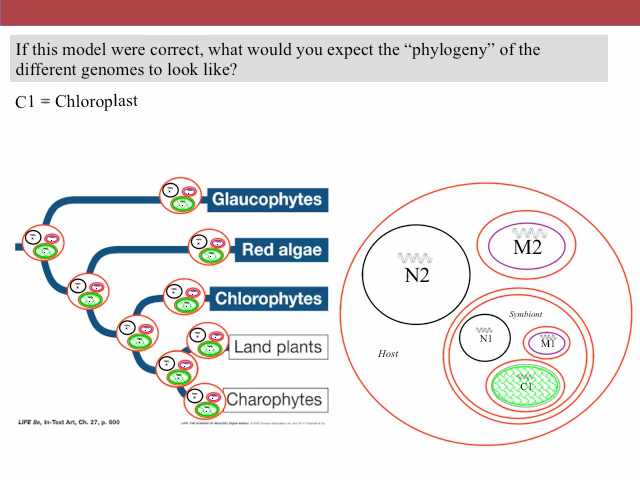 If this model were correct, what would you expect the “phylogeny” of the
different genomes to look like?
C1 = Chloroplast
Glaucophytes
Red algae
Chlorophytes
Land plants
Charophytes
LIFE 8e, In-Text Art, Ch. 27, p. 600
N2
M2
Host
Symbiont
N1
M1
C1